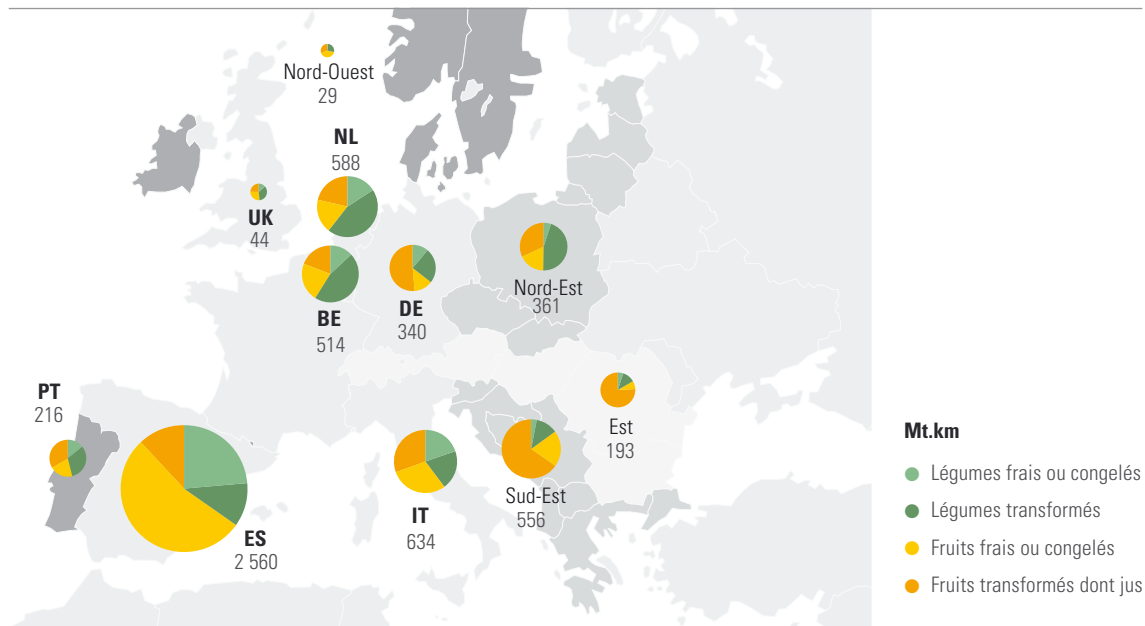 Nord-Ouest
29
NL
588
UK
44
BE
514
DE
340
Nord-Est
361
PT
216
ES
2 560
IT
634
Sud-Est
556
Est
193
Mt.km
Légumes frais ou congelés
Légumes transformés
Fruits frais ou congelés
Fruits transformés dont jus